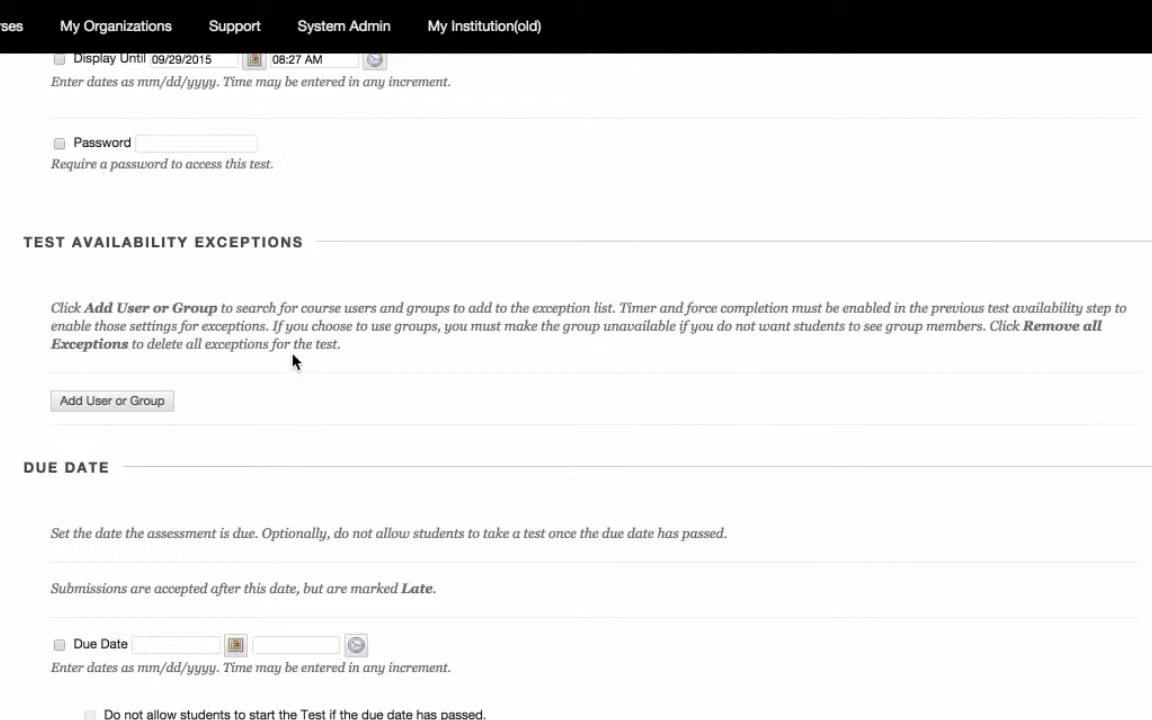 My Organizations Support System Admin My Institution(old)
Display Until 09/29/2015 08:27 AM
Enter dates as mm/dd/yyyy. Time may be entered in any increment.
Password
Require a password to access this test.
TEST AVAILABILITY EXCEPTIONS
Click Add User or Group to search for course users and groups to add to the exception list. Timer and force completion must be enabled in the previous test availability step to
enable those settings for exceptions. If you choose to use groups, you must make the group unavailable if you do not want students to see group members. Click Remove all
Exceptions to delete all exceptions for the test.
Add User or Group
DUE DATE
Set the date the assessment is due. Optionally, do not allow students to take a test once the due date has passed.
Submissions are accepted after this date, but are marked Late.
Due Date
Enter dates as mm/dd/yyyy. Time may be entered in any increment.
Do not allow students to start the Test if the due date has passed.